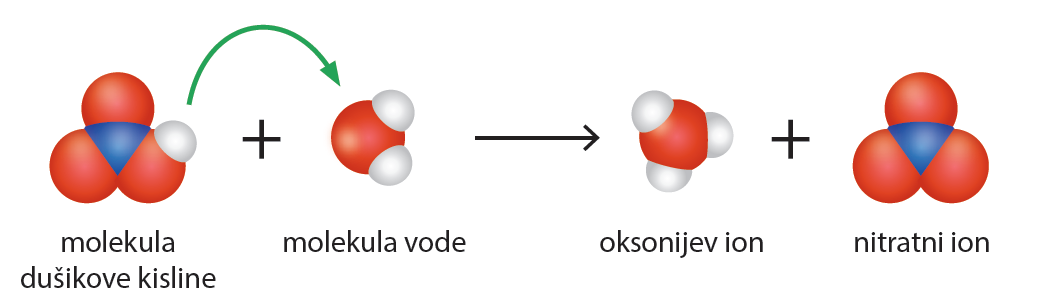 +
+
molekula
dušikove kisline
molekula vode
oksonijev ion
nitratni ion